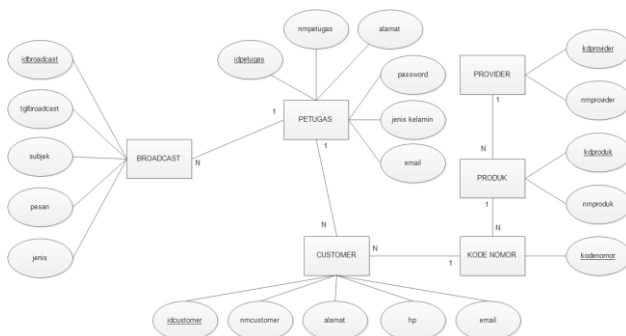 nmpetugas
alamat
idpetugas
idbroadcast
kdprovider
tglbroadcast
password
PROVIDER
nmprovider
1
PETUGAS
jenis kelamin
1
1
subjek
BROADCAST
N
email
N
kdproduk
PRODUK
pesan
1
nmproduk
jenis
N
N
CUSTOMER
N
1
KODE NOMOR
kodenomor
idcustomer
nmcustomer
alamat
hp
email